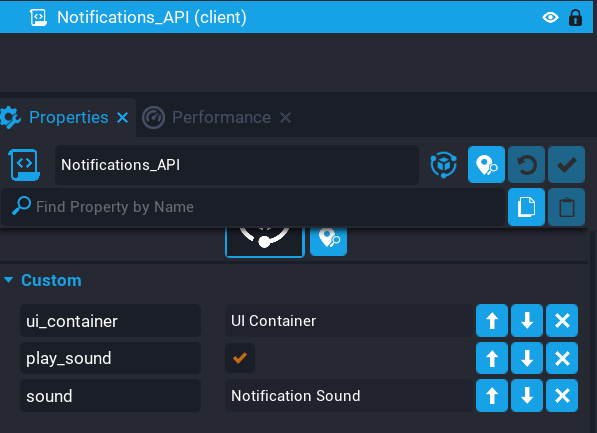 Notifications_API (client)
Properties
Performance
Notifications_API
Find Property by Name
Custom
ui_container
UI Container
play_sound
sound
Notification Sound